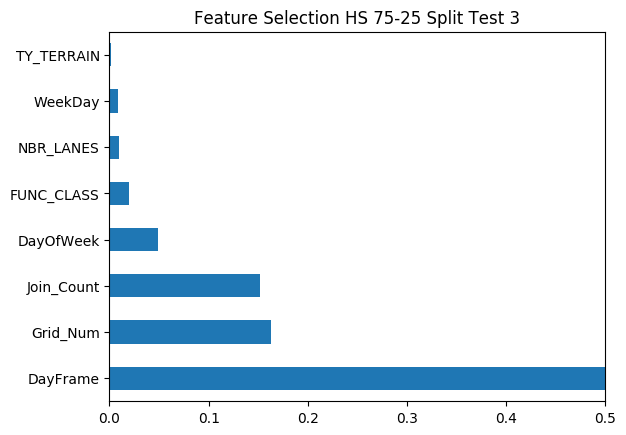 Feature Selection HS 75-25 Split Test 3
TY_TERRAIN
WeekDay
NBR_LANES
FUNC_CLASS
DayOfWeek
Join_Count
Grid_Num
DayFrame
0.0 0.1 0.2 0.3 0.4 0.5